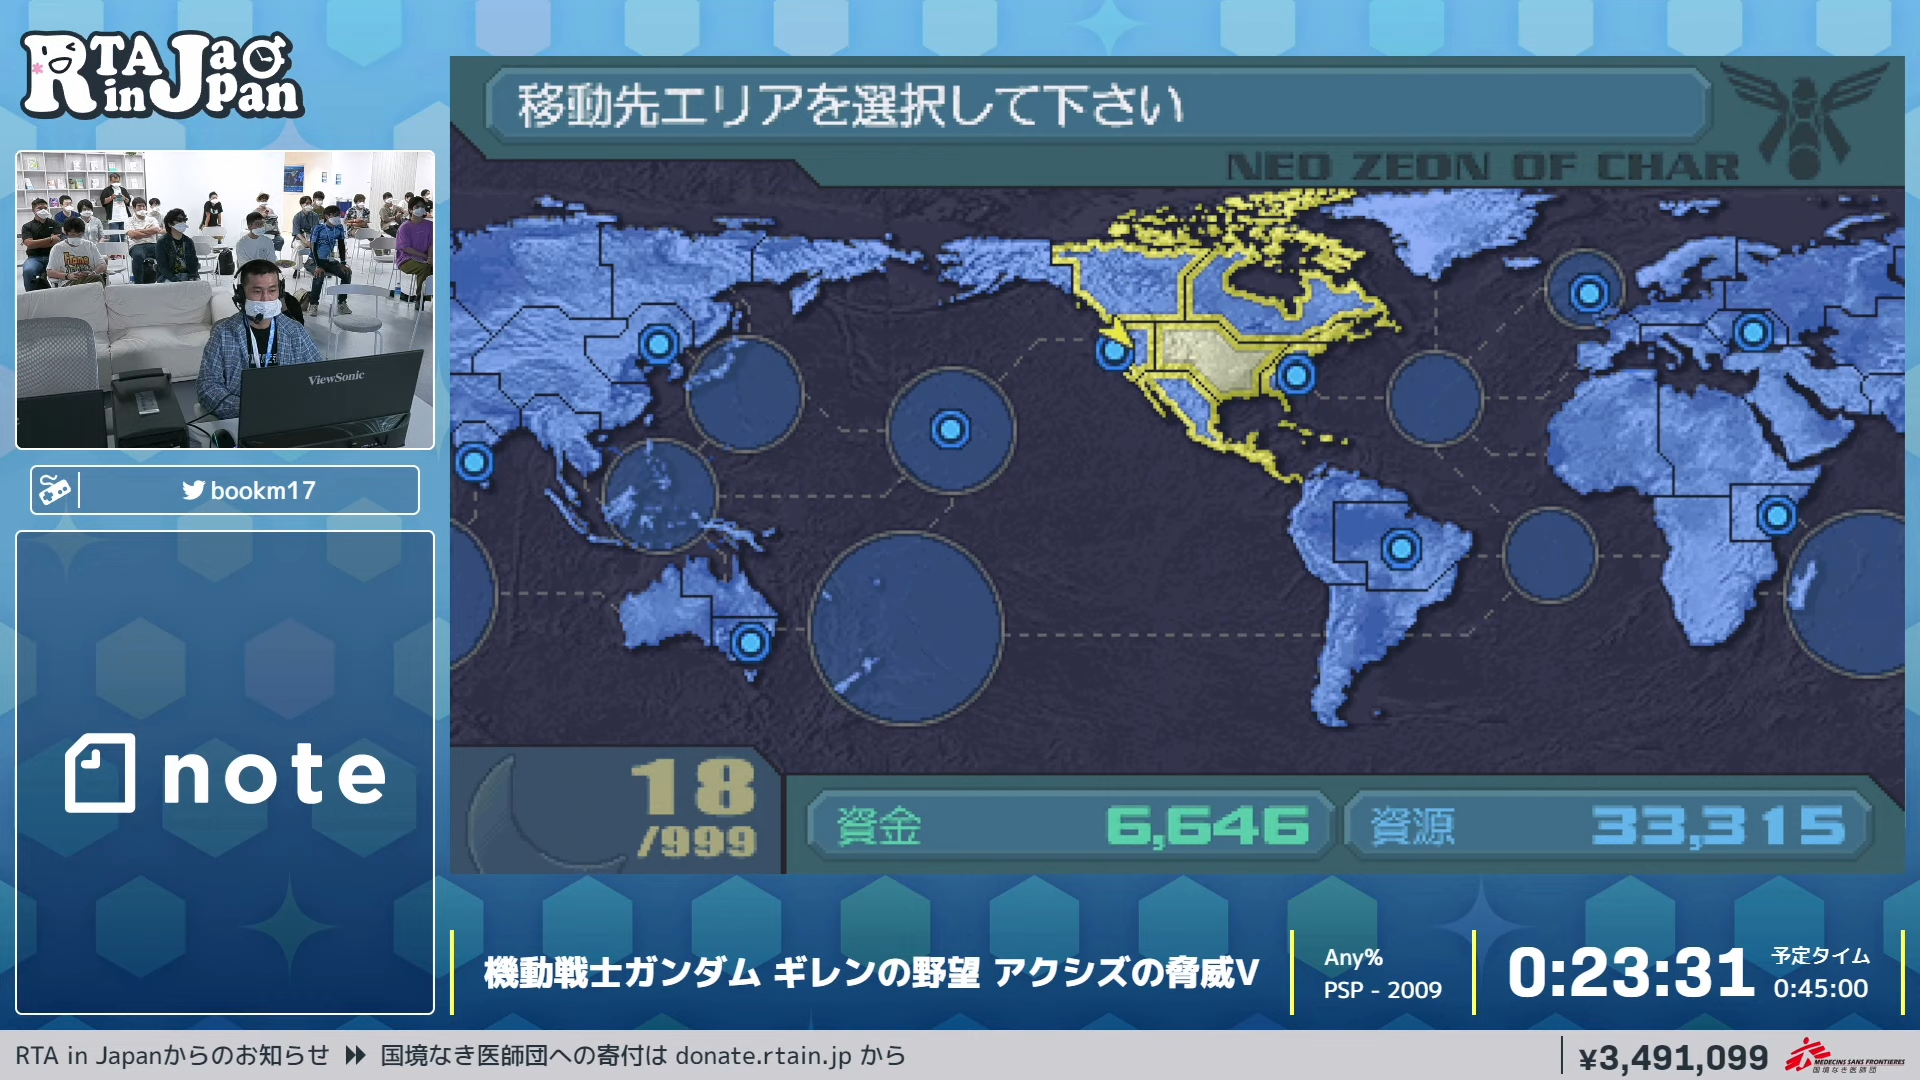 RTA in Japan
移動先エリアを選択して下さい
NEO ZEON OF CHAR
ViewSonic
bookm17
note
18
/999
資金 6,646
資源 33,315
機動戦士ガンダム ギレンの野望 アクシズの脅威V
Any%
PSP - 2009
0:23:31
予定タイム
0:45:00
RTA in Japanからのお知らせ 国境なき医師団への寄付は donate.rtain.jp から
¥3,491,099
MEDECINS SANS FRONTIERES
国境なき医師団